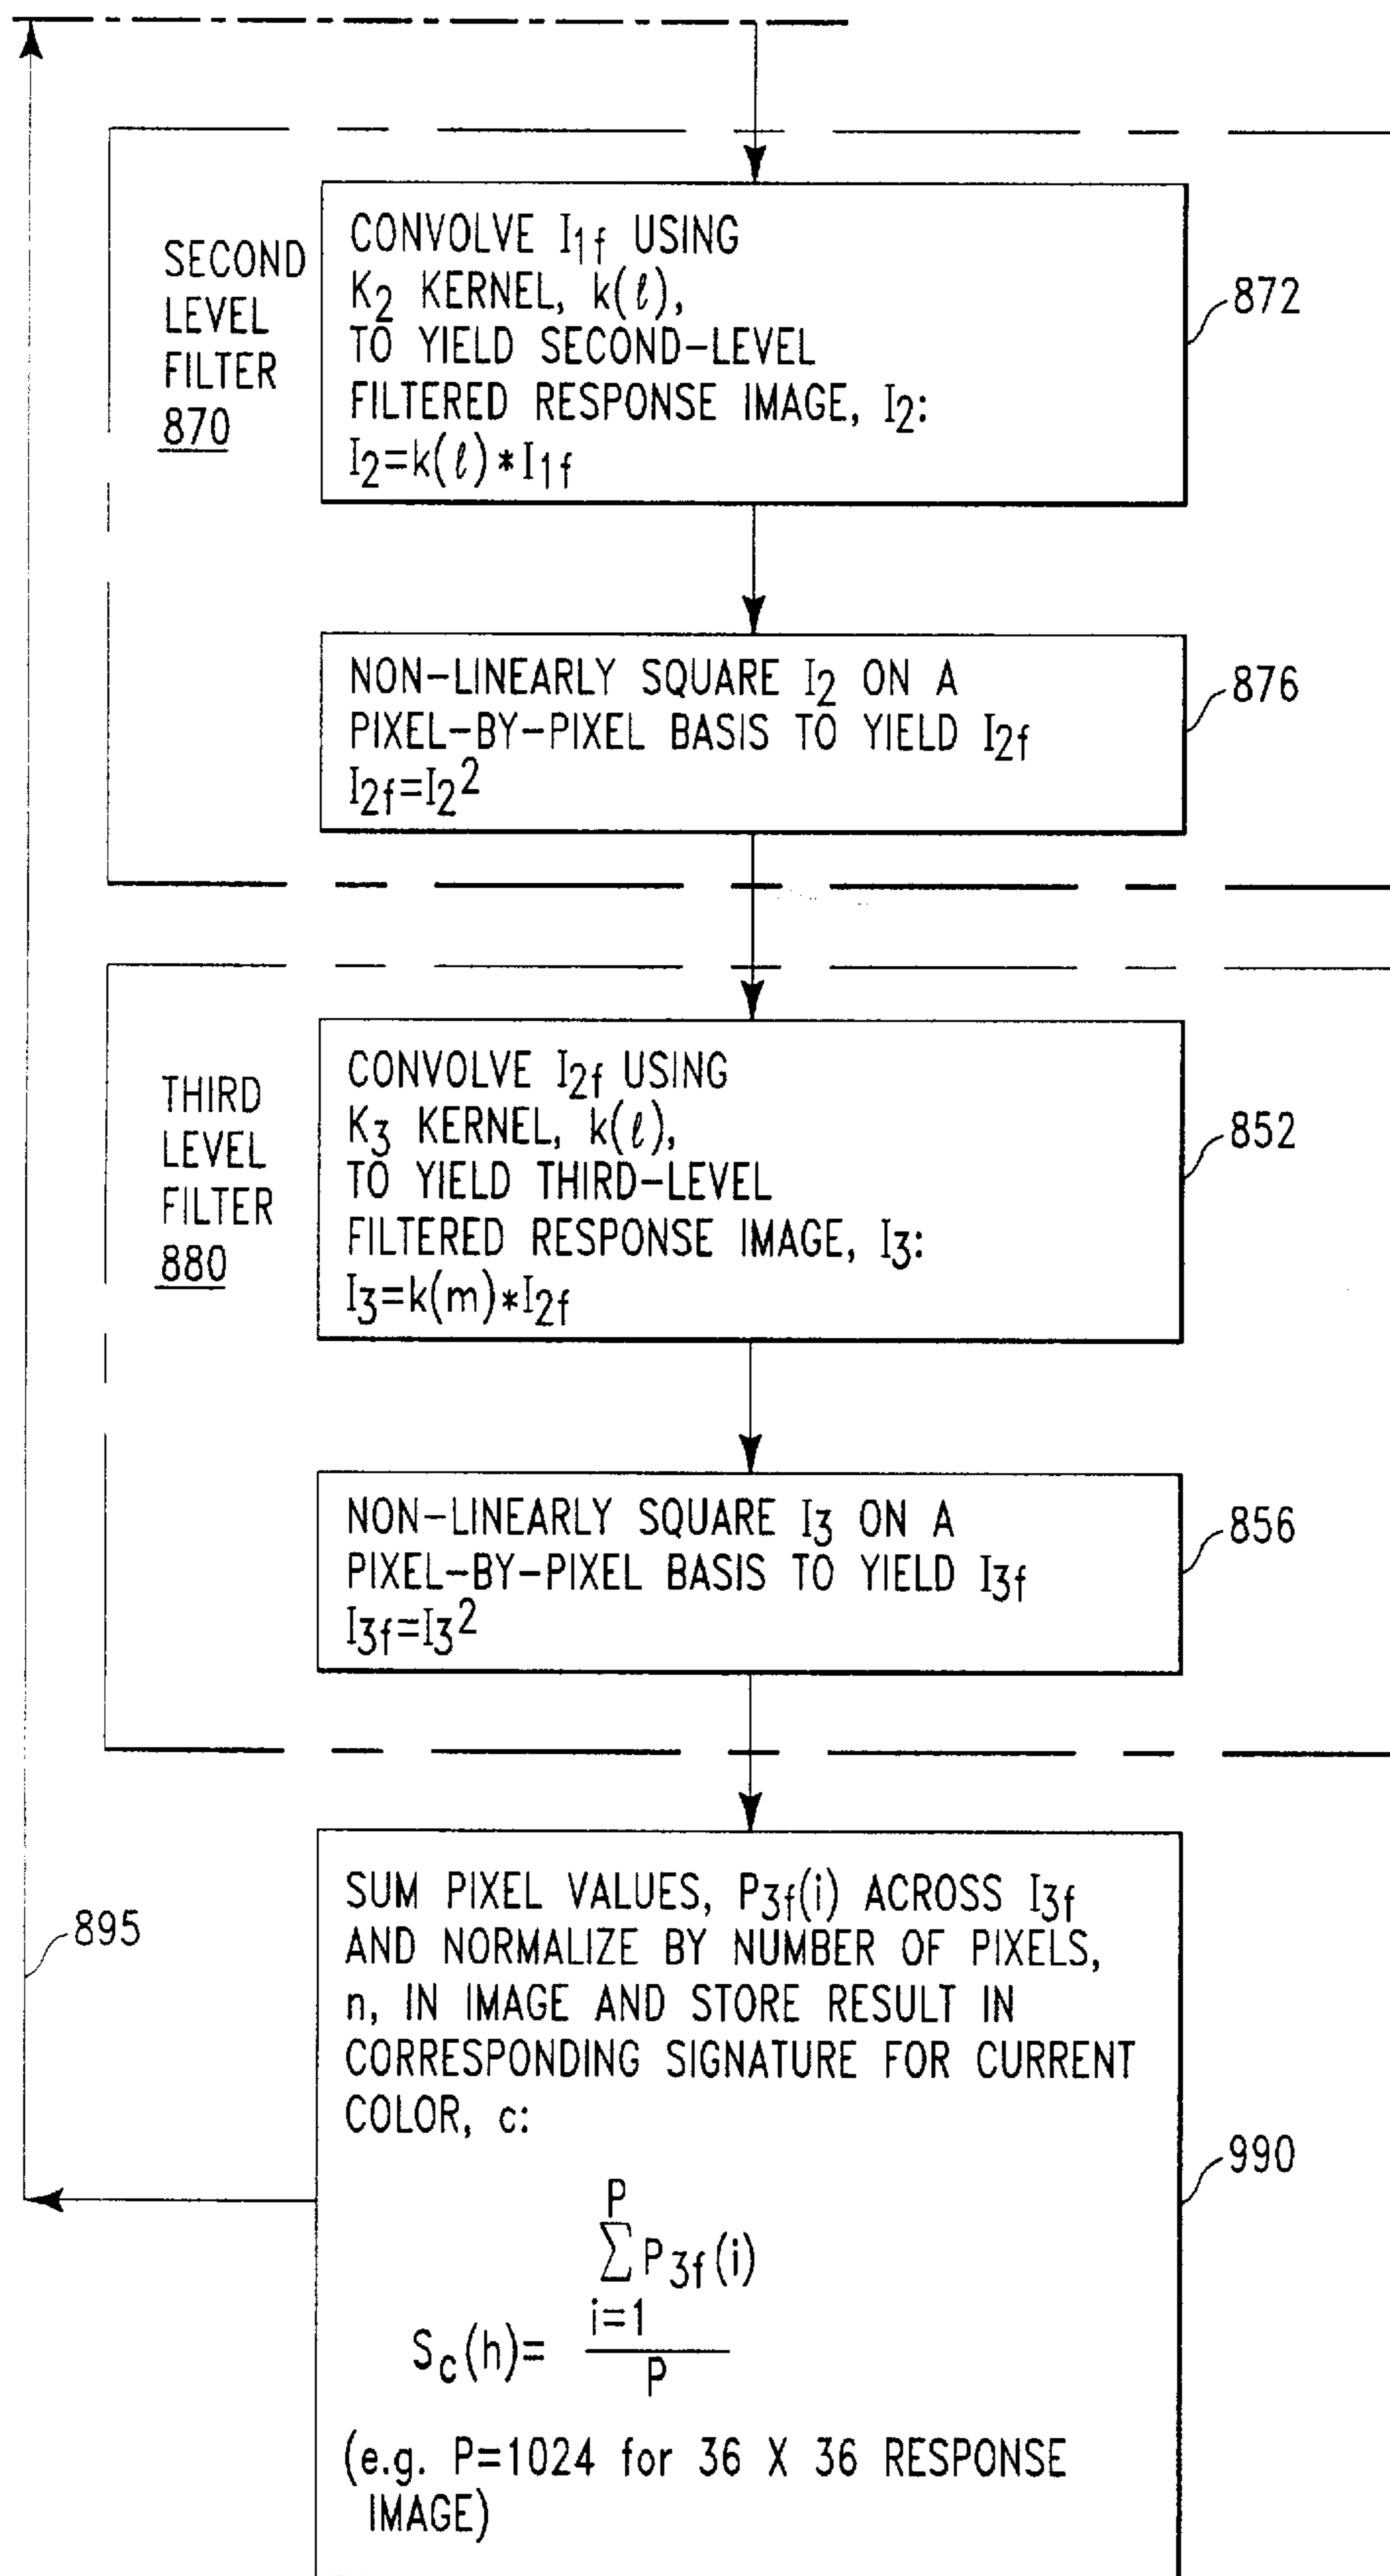 SECOND
LEVEL
FILTER
870
CONVOLVE I1f USING
K2 KERNEL, k(ℓ),
TO YIELD SECOND-LEVEL
FILTERED RESPONSE IMAGE, I2:
I2=k(ℓ)*I1f
872
NON-LINEARLY SQUARE I2 ON A
PIXEL-BY-PIXEL BASIS TO YIELD I2f
I2f=I2²
876
THIRD
LEVEL
FILTER
880
CONVOLVE I2f USING
K3 KERNEL, k(ℓ),
TO YIELD THIRD-LEVEL
FILTERED RESPONSE IMAGE, I3:
I3=k(m)*I2f
852
NON-LINEARLY SQUARE I3 ON A
PIXEL-BY-PIXEL BASIS TO YIELD I3f
I3f=I3²
856
895
SUM PIXEL VALUES, P3f(i) ACROSS I3f
AND NORMALIZE BY NUMBER OF PIXELS,
n, IN IMAGE AND STORE RESULT IN
CORRESPONDING SIGNATURE FOR CURRENT
COLOR, c:
990
P
∑ P3f(i)
i=1
Sc(h)=
P
(e.g. P=1024 for 36 X 36 RESPONSE
IMAGE)